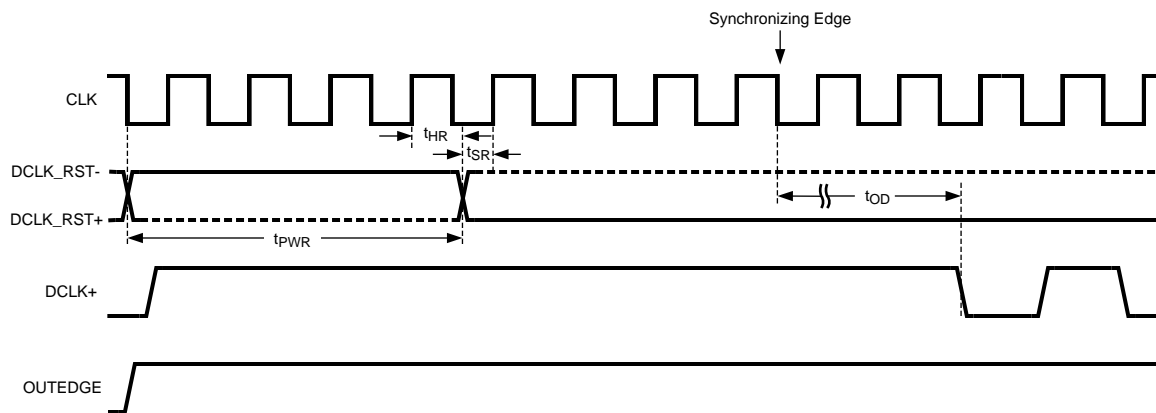 Synchronizing Edge
CLK
tHR
tSR
DCLK_RST-
tOD
DCLK_RST+
tPWR
DCLK+
OUTEDGE